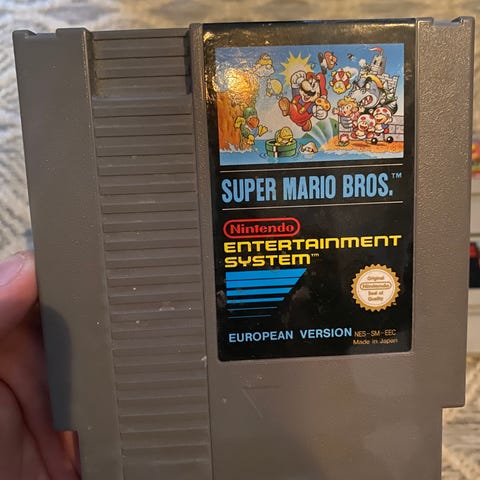 SUPER MARIO BROS.™
Nintendo
ENTERTAINMENT
SYSTEM™
Original
Nintendo
Seal of
Quality
EUROPEAN VERSION NES-SM-EEC
Made in Japan